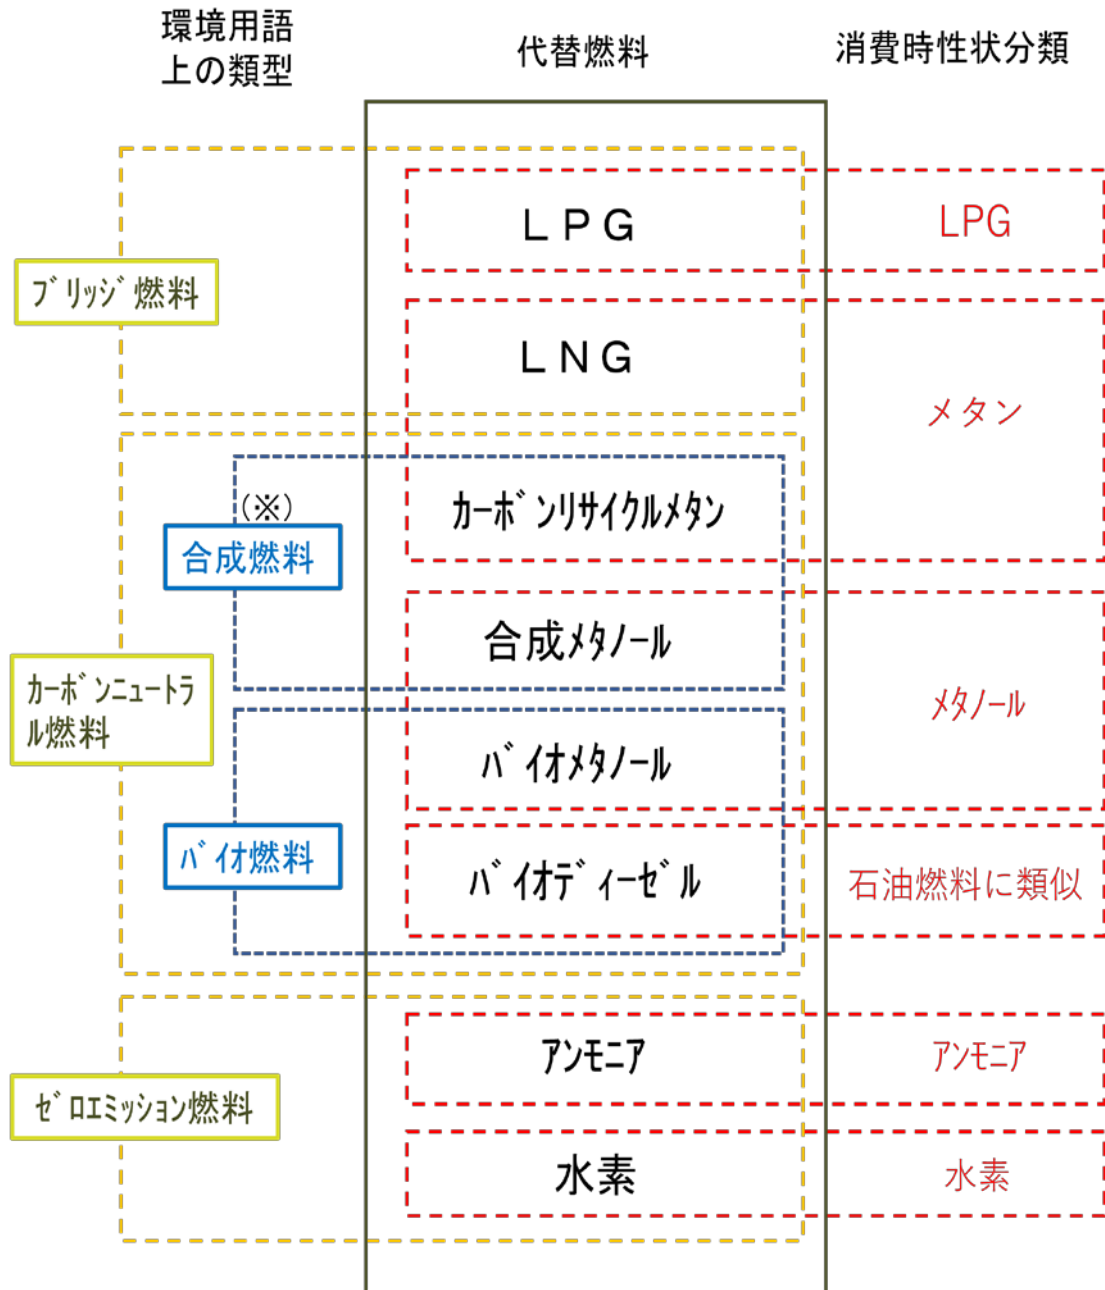 環境用語
上の類型
代替燃料
消費時性状分類
ＬＰＧ
LPG
ﾌﾞﾘｯｼﾞ燃料
ＬＮＧ
メタン
ｶｰﾎﾞﾝﾘｻｲｸﾙﾒﾀﾝ
(※)
合成燃料
合成ﾒﾀﾉｰﾙ
ｶｰﾎﾞﾝﾆｭｰﾄﾗ
ﾙ燃料
ﾒﾀﾉｰﾙ
ﾊﾞｲｵﾒﾀﾉｰﾙ
ﾊﾞｲｵ燃料
ﾊﾞｲｵﾃﾞｨｰｾﾞﾙ
石油燃料に類似
ｱﾝﾓﾆｱ
ｱﾝﾓﾆｱ
ｾﾞﾛｴﾐｯｼｮﾝ燃料
水素
水素